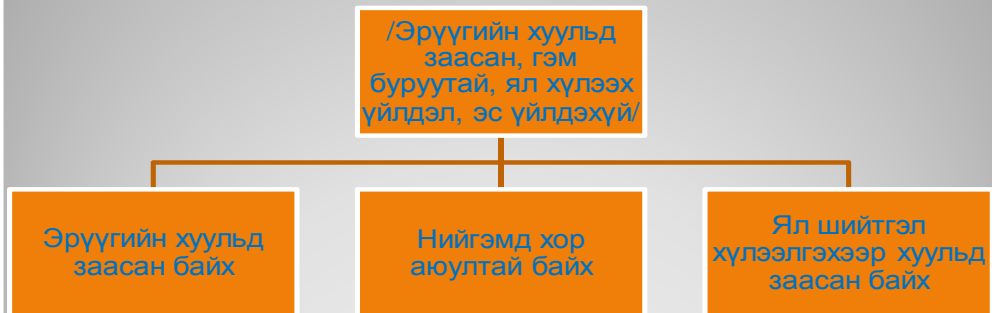 /Эрүүгийн хуульд
заасан, гэм
буруутай, ял хүлээх
үйлдэл, эс үйлдэхүй/
Эрүүгийн хуульд
заасан байх
Нийгэмд хор
аюултай байх
Ял шийтгэл
хүлээлгэхээр хуульд
заасан байх